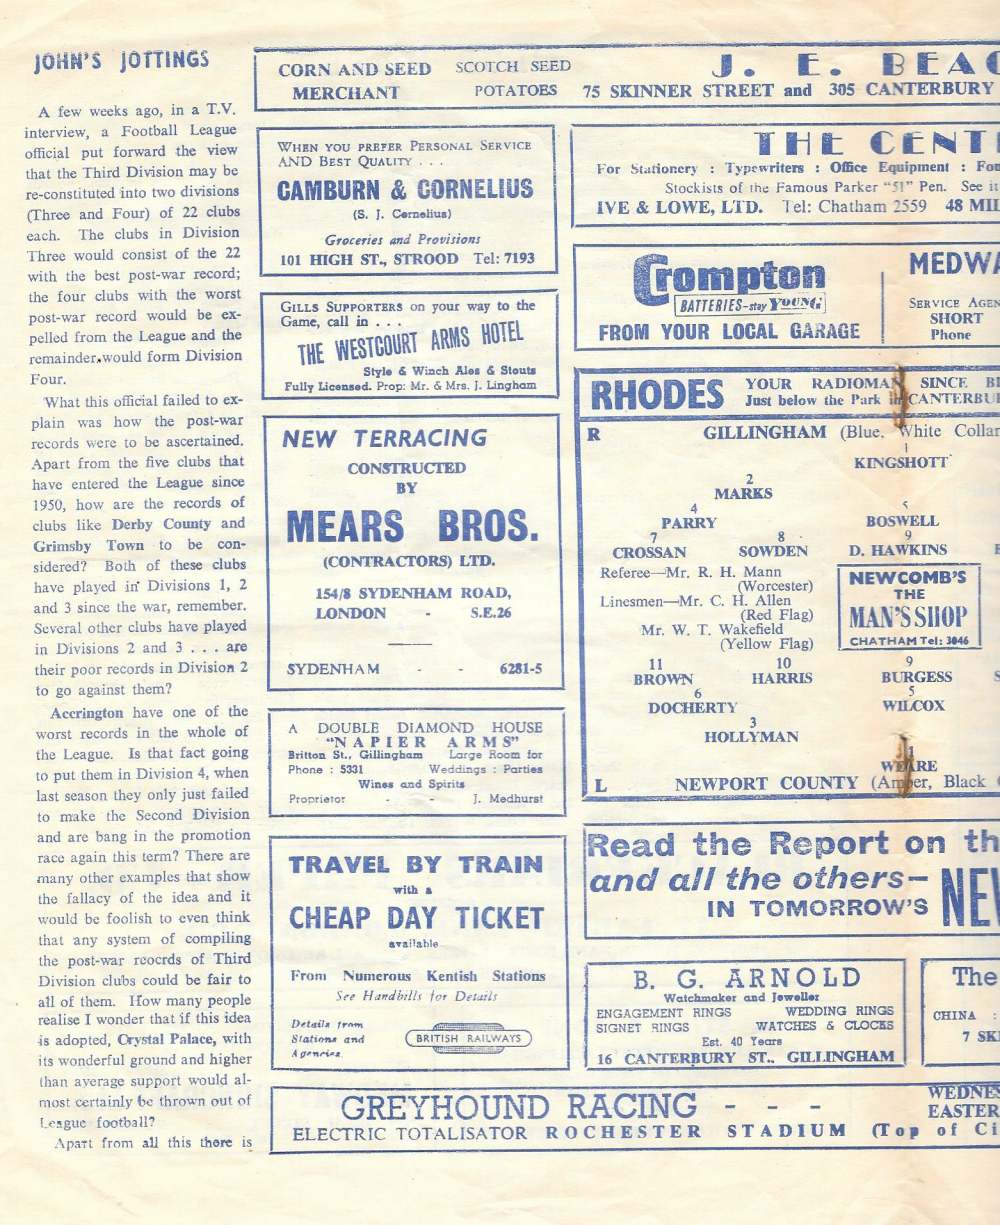 JOHN'S JOTTINGS
A few weeks ago, in a T.V.
interview, a Football League
official put forward the view
that the Third Division may be
re-constituted into two divisions
(Three and Four) of 22 clubs
each. The clubs in Division
Three would consist of the 22
with the best post-war record;
the four clubs with the worst
post-war record would be ex-
pelled from the League and the
remainder would form Division
Four.
What this official failed to ex-
plain was how the post-war
records were to be ascertained.
Apart from the five clubs that
have entered the League since
1950, how are the records of
clubs like Derby County and
Grimsby Town to be con-
sidered? Both of these clubs
have played in Divisions 1, 2
and 3 since the war, remember.
Several other clubs have played
in Divisions 2 and 3 . . . are
their poor records in Division 2
to go against them?
Accrington have one of the
worst records in the whole of
the League. Is that fact going
to put them in Division 4, when
last season they only just failed
to make the Second Division
and are bang in the promotion
race again this term? There are
many other examples that show
the fallacy of the idea and it
would be foolish to even think
that any system of compiling
the post-war reocrds of Third
Division clubs could be fair to
all of them. How many people
realise I wonder that if this idea
is adopted, Crystal Palace, with
its wonderful ground and higher
than average support would al-
most certainly be thrown out of
League football?
Apart from all this there is
CORN AND SEED
MERCHANT
SCOTCH SEED
POTATOES
J. E. BEAC
75 SKINNER STREET and 305 CANTERBURY
WHEN YOU PREFER PERSONAL SERVICE
AND BEST QUALITY . . .
CAMBURN & CORNELIUS
(S. J. Cornelius)
Groceries and Provisions
101 HIGH ST., STROOD Tel: 7193
THE CENT
For Stationery : Typewriters : Office Equipment : Fou
Stockists of the Famous Parker "51" Pen. See it
IVE & LOWE, LTD. Tel: Chatham 2559 48 MIL
GILLS SUPPORTERS on your way to the
Game, call in . . .
THE WESTCOURT ARMS HOTEL
Style & Winch Ales & Stouts
Fully Licensed. Prop: Mr. & Mrs. J. Lingham
Crompton
BATTERIES-stay YOUNG
FROM YOUR LOCAL GARAGE
MEDWA
SERVICE AGEN
SHORT
Phone
NEW TERRACING
CONSTRUCTED
BY
MEARS BROS.
(CONTRACTORS) LTD.
154/8 SYDENHAM ROAD,
LONDON - S.E.26
SYDENHAM - - 6281-5
RHODES
YOUR RADIOMAN SINCE B
Just below the Park in CANTERBU
R GILLINGHAM (Blue, White Collar
1
KINGSHOTT
2
MARKS
4 5
PARRY BOSWELL
7 8 9
CROSSAN SOWDEN D. HAWKINS
Referee—Mr. R. H. Mann
(Worcester)
Linesmen—Mr. C. H. Allen
(Red Flag)
Mr. W. T. Wakefield
(Yellow Flag)
NEWCOMB'S
THE
MAN'S SHOP
CHATHAM Tel: 3046
11 10 9
BROWN HARRIS BURGESS
6 5
DOCHERTY WILCOX
3
HOLLYMAN
1
WEARE
L NEWPORT COUNTY (Amber, Black
A DOUBLE DIAMOND HOUSE
"NAPIER ARMS"
Britton St., Gillingham Large Room for
Phone : 5331 Weddings : Parties
Wines and Spirits
Proprietor - - J. Medhurst
TRAVEL BY TRAIN
with a
CHEAP DAY TICKET
available
From Numerous Kentish Stations
See Handbills for Details
Details from
Stations and
Agencies
BRITISH RAILWAYS
Read the Report on th
and all the others—
IN TOMORROW'S NEW
B. G. ARNOLD
Watchmaker and Jeweller
ENGAGEMENT RINGS WEDDING RINGS
SIGNET RINGS WATCHES & CLOCKS
Est. 40 Years
16 CANTERBURY ST., GILLINGHAM
The
CHINA :
7 SK
GREYHOUND RACING - - -
WEDNES
EASTER
ELECTRIC TOTALISATOR ROCHESTER STADIUM (Top of Ci